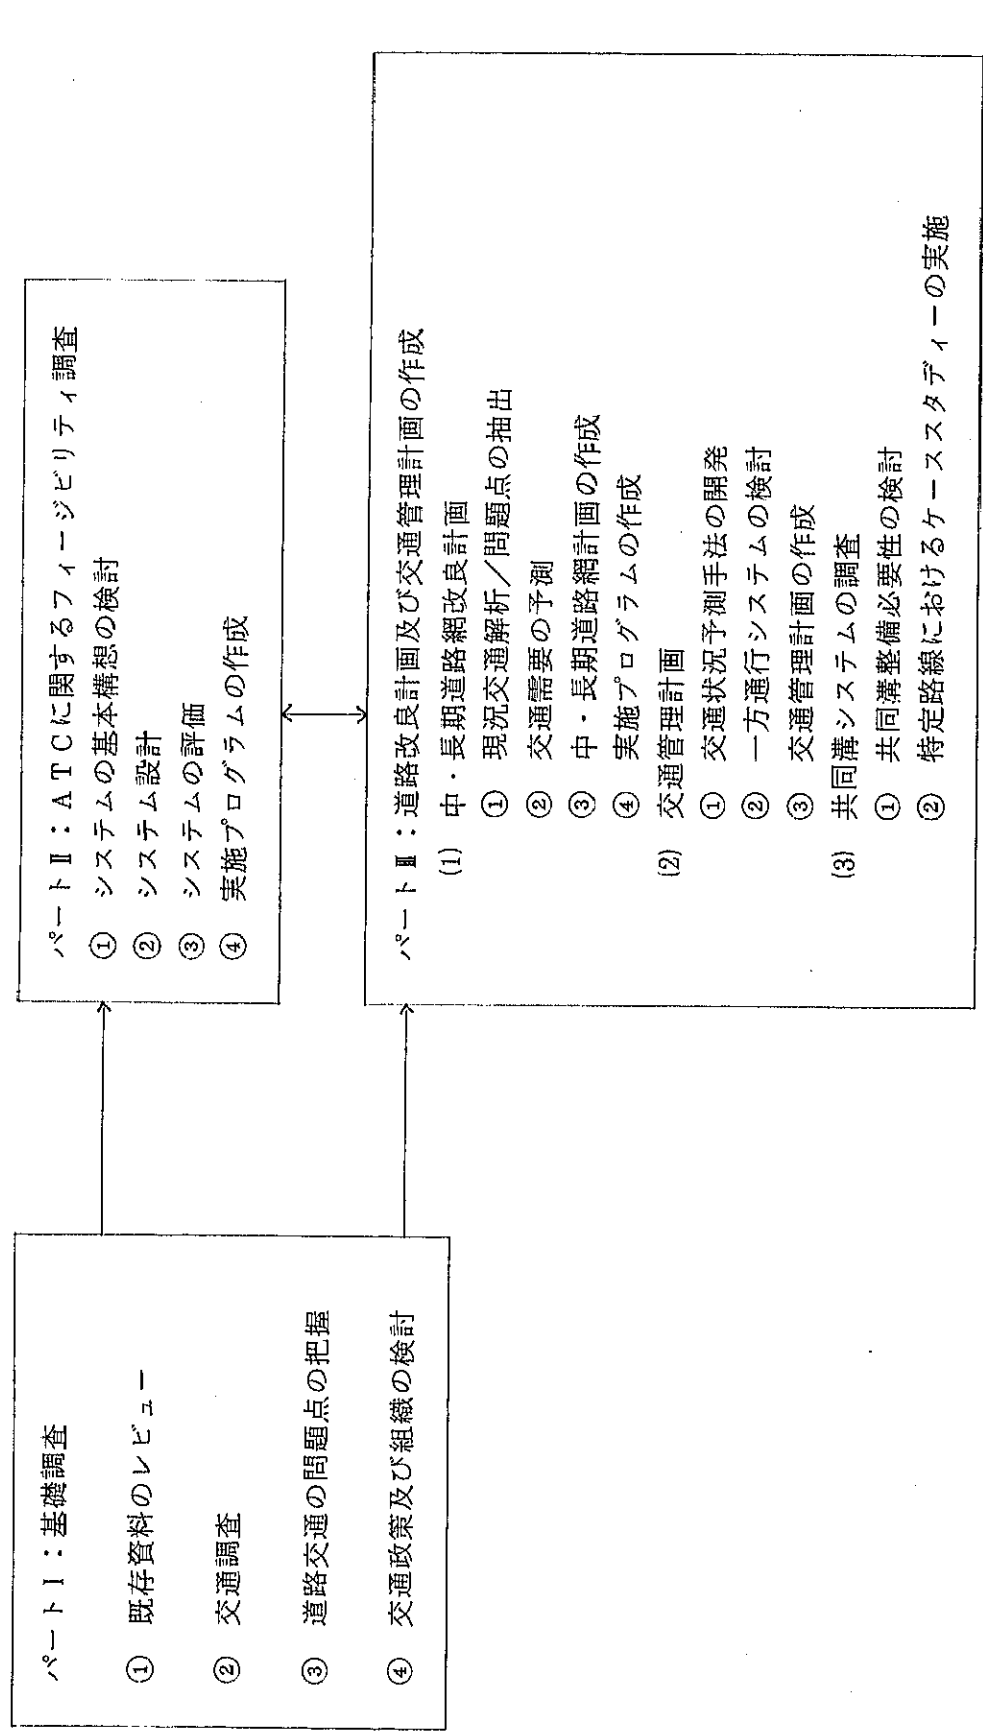 パートⅠ：基礎調査
① 既存資料のレビュー
② 交通調査
③ 道路交通の問題点の把握
④ 交通政策及び組織の検討
パートⅡ：ＡＴＣに関するフィージビリティ調査
① システムの基本構想の検討
② システム設計
③ システムの評価
④ 実施プログラムの作成
パートⅢ：道路改良計画及び交通管理計画の作成
(1) 中・長期道路網改良計画
① 現況交通解析／問題点の抽出
② 交通需要の予測
③ 中・長期道路網計画の作成
④ 実施プログラムの作成
(2) 交通管理計画
① 交通状況予測手法の開発
② 一方通行システムの検討
③ 交通管理計画の作成
(3) 共同溝システムの調査
① 共同溝整備必要性の検討
② 特定路線におけるケーススタディーの実施